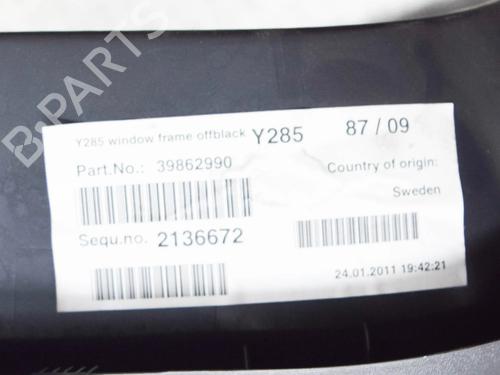 B-PARTS
Y285 window frame offblack Y285 87 / 09
Part.No.: 39862990
Country of origin:
Sweden
Sequ.no. 2136672
24.01.2011 19:42:21